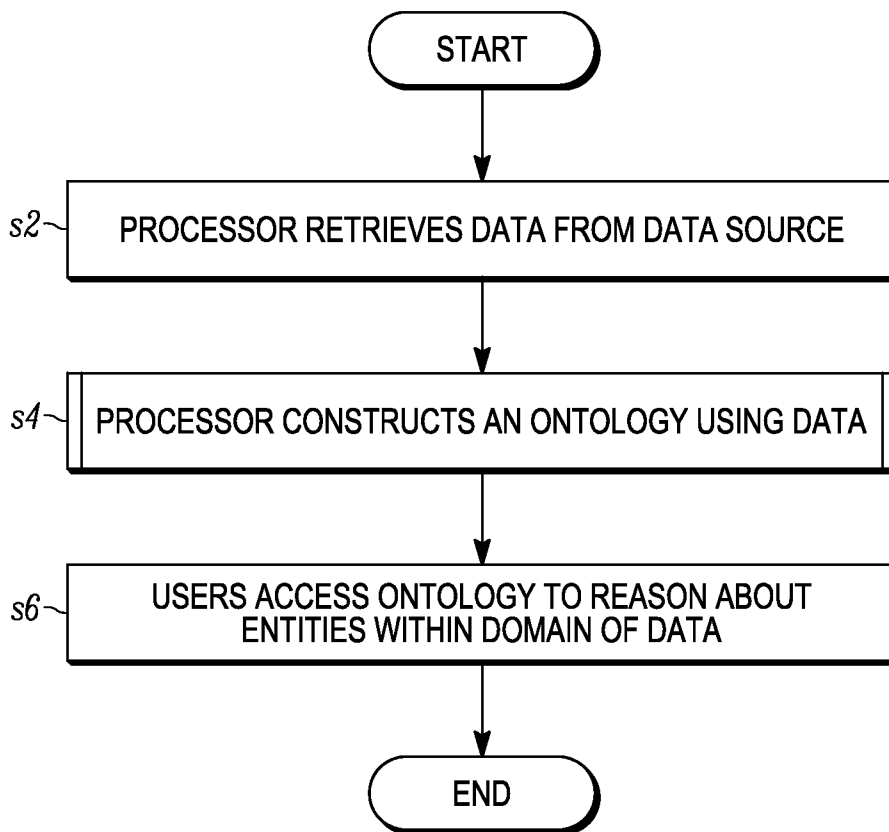 START
s2
PROCESSOR RETRIEVES DATA FROM DATA SOURCE
s4
PROCESSOR CONSTRUCTS AN ONTOLOGY USING DATA
s6
USERS ACCESS ONTOLOGY TO REASON ABOUT
ENTITIES WITHIN DOMAIN OF DATA
END